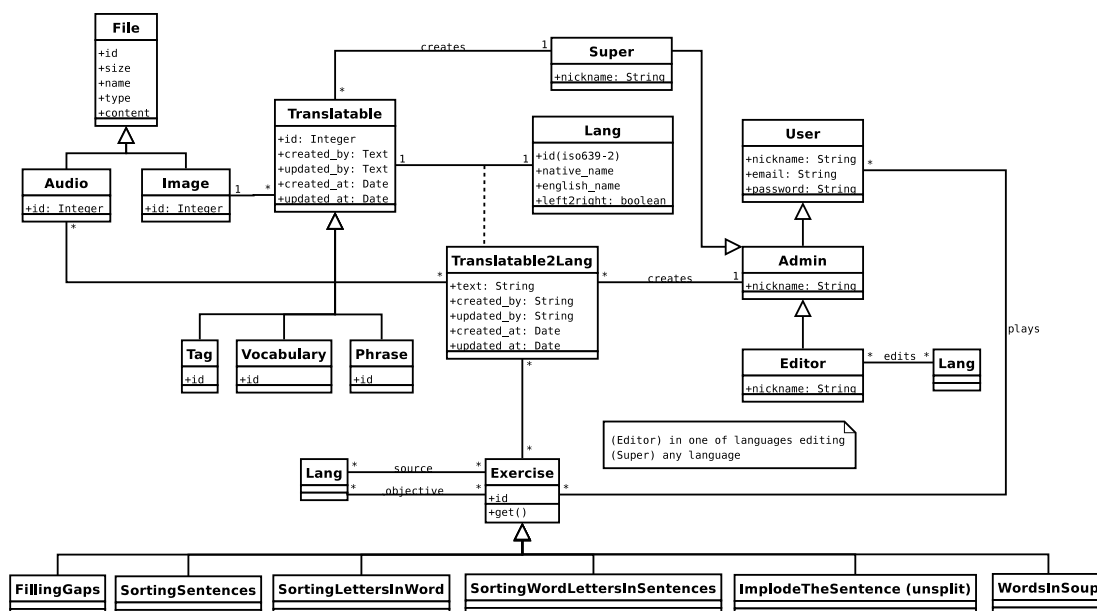 File
+id
+size
+name
+type
+content
creates
1
*
Super
+nickname: String
Translatable
+id: Integer
+created_by: Text
+updated_by: Text
+created_at: Date
+updated_at: Date
1
1
Lang
+id(iso639-2)
+native_name
+english_name
+left2right: boolean
User
+nickname: String
+email: String
+password: String
*
Audio
+id: Integer
*
Image
+id: Integer
1
*
Translatable2Lang
+text: String
+created_by: String
+updated_by: String
+created_at: Date
+updated_at: Date
*
*
creates
1
Admin
+nickname: String
plays
Tag
+id
Vocabulary
+id
Phrase
+id
Editor
+nickname: String
* edits *
Lang
*
*
(Editor) in one of languages editing
(Super) any language
Lang
* source *
* objective *
Exercise
+id
+get()
*
FillingGaps
SortingSentences
SortingLettersInWord
SortingWordLettersInSentences
ImplodeTheSentence (unsplit)
WordsInSoup